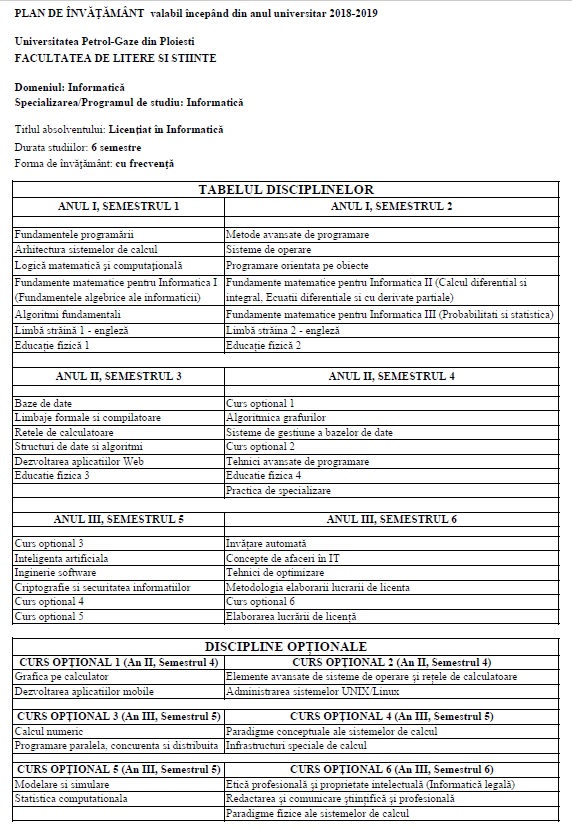 PLAN DE ÎNVĂȚĂMÂNT valabil începând din anul universitar 2018-2019
Universitatea Petrol-Gaze din Ploiesti
FACULTATEA DE LITERE SI STIINTE
Domeniul: Informatică
Specializarea/Programul de studiu: Informatică
Titlul absolventului: Licențiat în Informatică
Durata studiilor: 6 semestre
Forma de învățământ: cu frecvență
TABELUL DISCIPLINELOR
ANUL I, SEMESTRUL 1 ANUL I, SEMESTRUL 2
Fundamentele programării Metode avansate de programare
Arhitectura sistemelor de calcul Sisteme de operare
Logică matematică şi computațională Programare orientata pe obiecte
Fundamente matematice pentru Informatica I Fundamente matematice pentru Informatica II (Calcul diferential si
(Fundamentele algebrice ale informaticii) integral, Ecuatii diferentiale si cu derivate partiale)
Algoritmi fundamentali Fundamente matematice pentru Informatica III (Probabilitati si statistica)
Limbă străină 1 - engleză Limbă străina 2 - engleză
Educație fizică 1 Educație fizică 2
ANUL II, SEMESTRUL 3 ANUL II, SEMESTRUL 4
Baze de date Curs optional 1
Limbaje formale si compilatoare Algoritmica grafurilor
Retele de calculatoare Sisteme de gestiune a bazelor de date
Structuri de date si algoritmi Curs optional 2
Dezvoltarea aplicatiilor Web Tehnici avansate de programare
Educatie fizică 3 Educatie fizică 4
Practica de specializare
ANUL III, SEMESTRUL 5 ANUL III, SEMESTRUL 6
Curs optional 3 Invățare automată
Inteligenta artificiala Concepte de afaceri în IT
Inginerie software Tehnici de optimizare
Criptografie si securitatea informatiilor Metodologia elaborarii lucrarii de licenta
Curs optional 4 Curs optional 6
Curs optional 5 Elaborarea lucrării de licență
DISCIPLINE OPȚIONALE
CURS OPȚIONAL 1 (An II, Semestrul 4) CURS OPȚIONAL 2 (An II, Semestrul 4)
Grafica pe calculator Elemente avansate de sisteme de operare şi rețele de calculatoare
Dezvoltarea aplicatiilor mobile Administrarea sistemelor UNIX/Linux
CURS OPȚIONAL 3 (An III, Semestrul 5) CURS OPȚIONAL 4 (An III, Semestrul 5)
Calcul numeric Paradigme conceptuale ale sistemelor de calcul
Programare paralela, concurenta si distribuita Infrastructuri speciale de calcul
CURS OPȚIONAL 5 (An III, Semestrul 5) CURS OPȚIONAL 6 (An III, Semestrul 6)
Modelare si simulare Etică profesională şi proprietate intelectuală (Informatică legală)
Statistica computationala Redactarea şi comunicare ştiințifică şi profesională
Paradigme fizice ale sistemelor de calcul